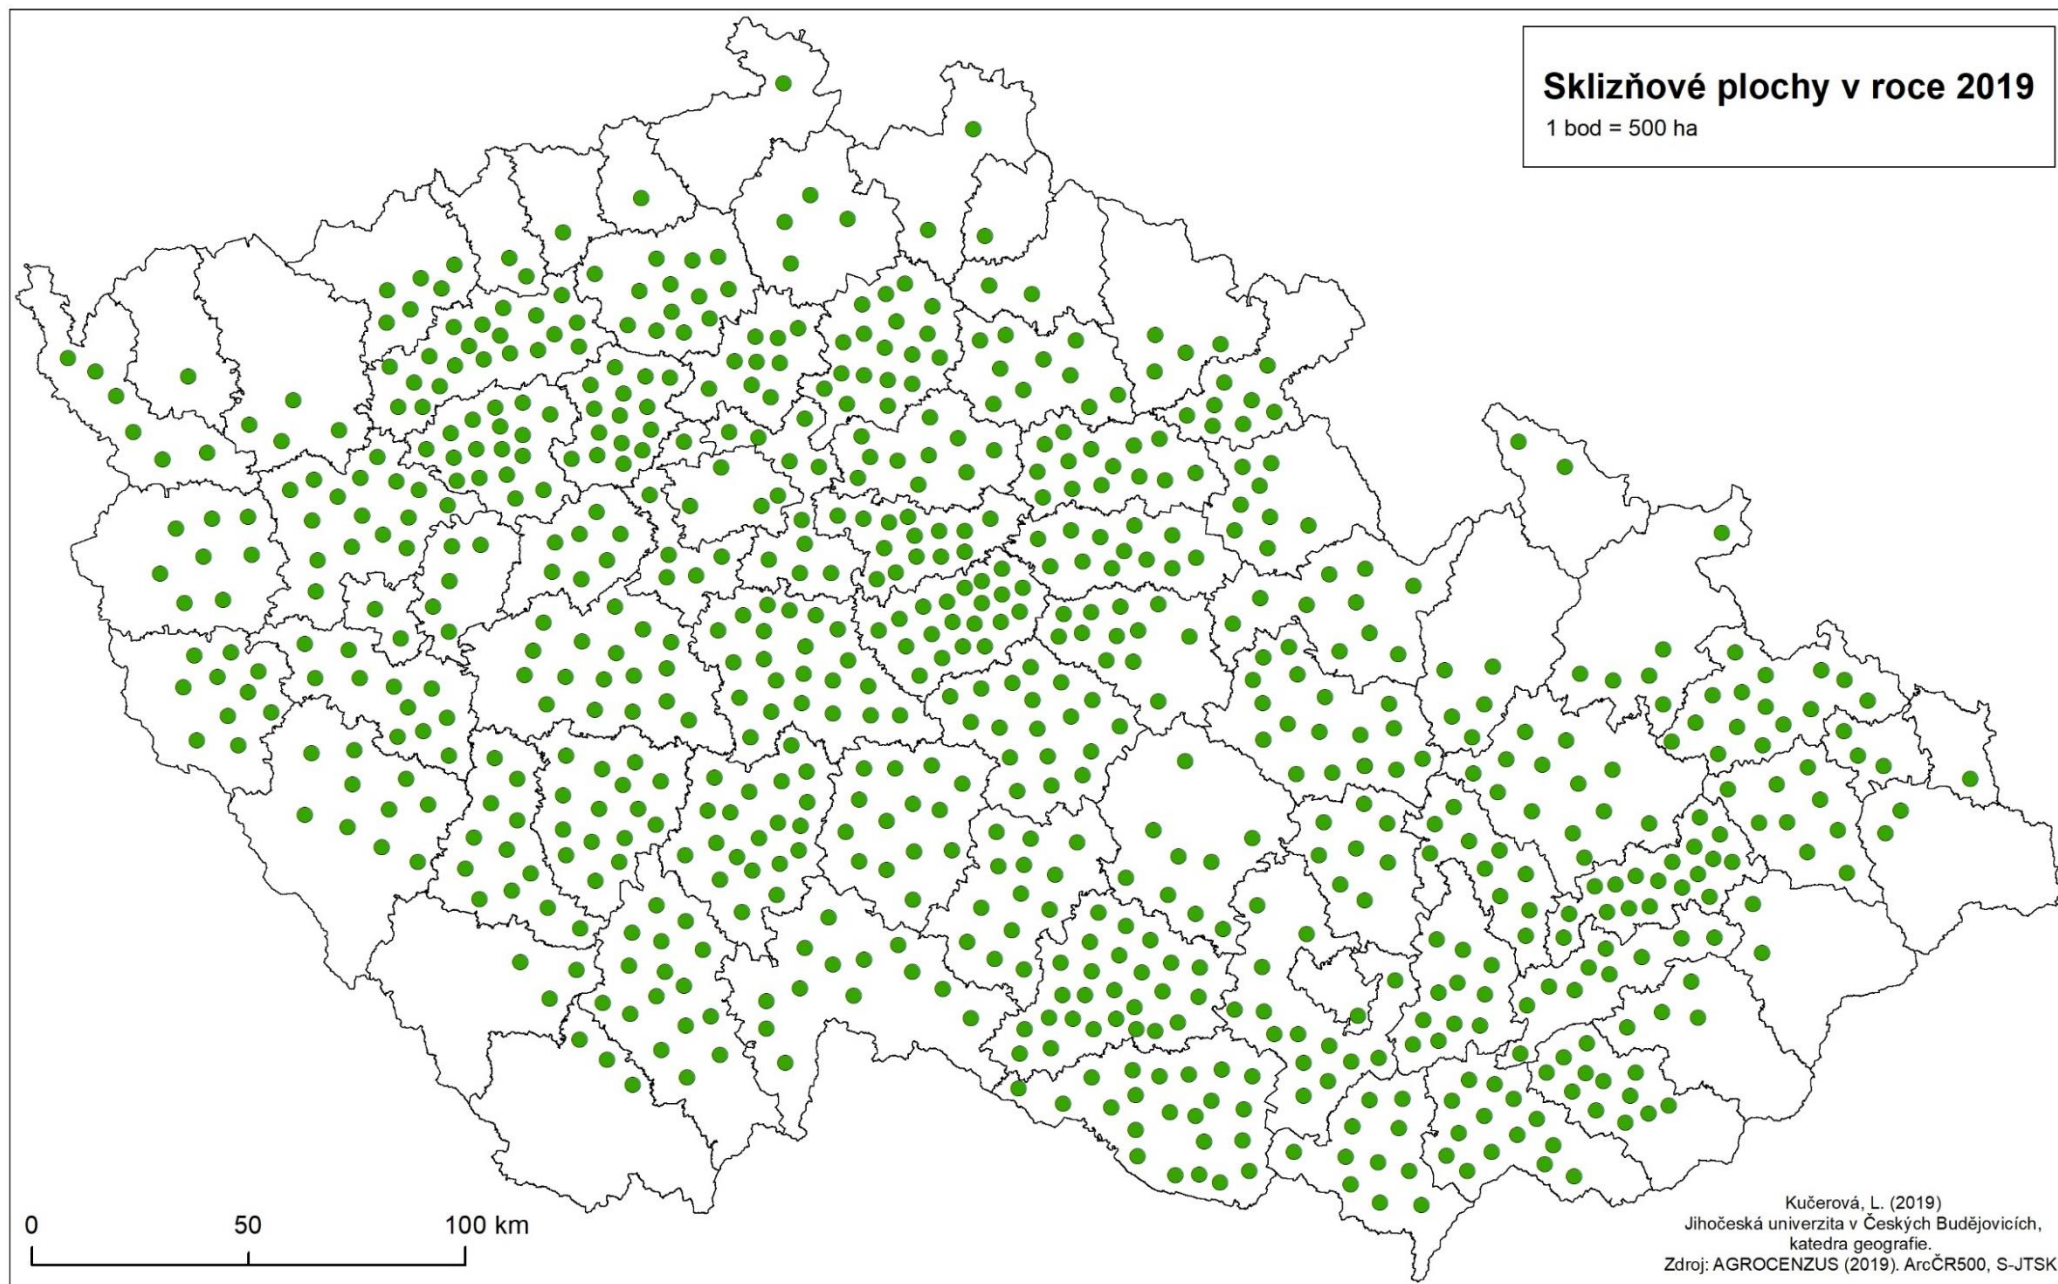 Sklizňové plochy v roce 2019
1 bod = 500 ha
0 50 100 km
Kučerová, L. (2019)
Jihočeská univerzita v Českých Budějovicích,
katedra geografie.
Zdroj: AGROCENZUS (2019). ArcČR500, S-JTSK